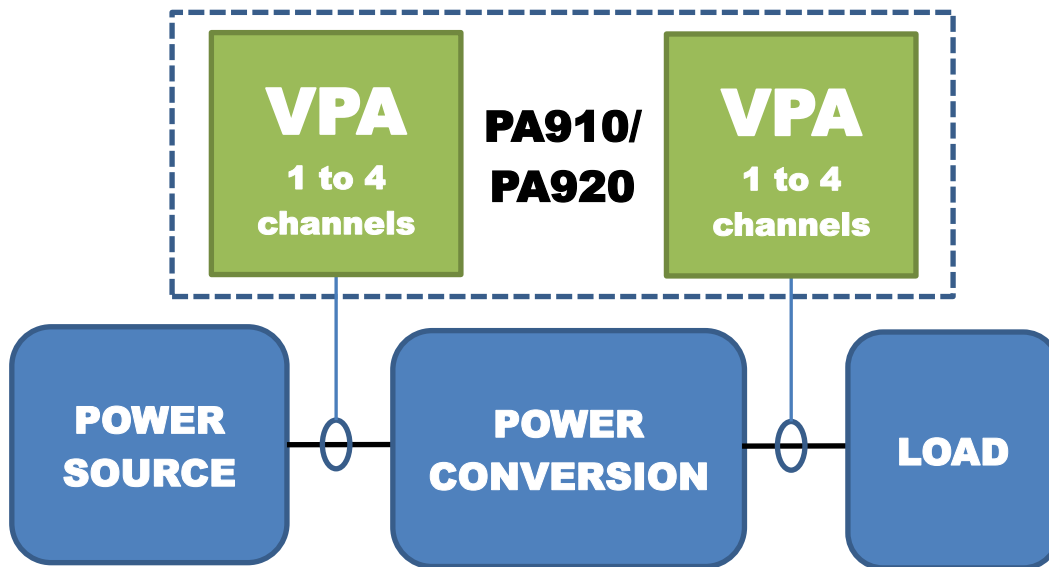 VPA
1 to 4
channels
PA910/
PA920
VPA
1 to 4
channels
POWER
SOURCE
POWER
CONVERSION
LOAD